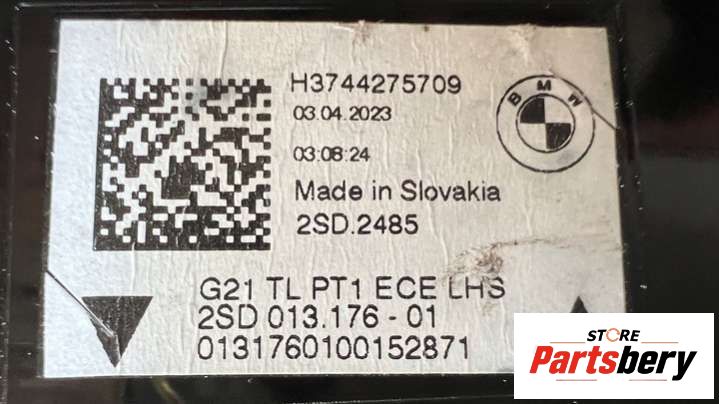 H3744275709
03.04.2023
BMW
03:08:24
Made in Slovakia
2SD.2485
G21 TL PT1 ECE LHS
2SD 013.176 - 01
0131760100152871
STORE
Partsbery